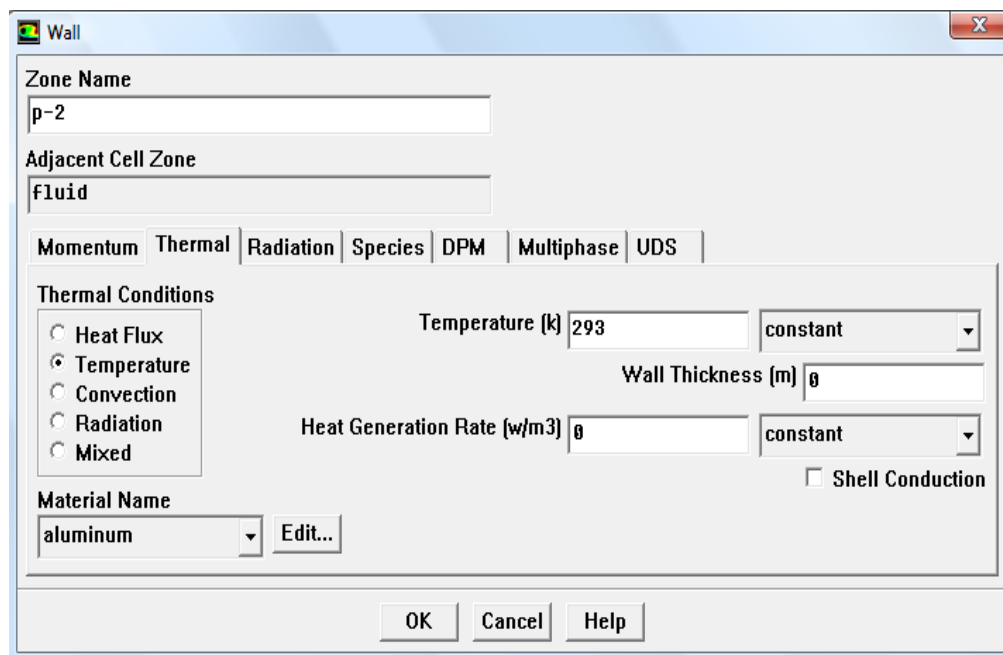 Wall
Zone Name
p-2
Adjacent Cell Zone
fluid
Momentum Thermal Radiation Species DPM Multiphase UDS
Thermal Conditions
Heat Flux
Temperature
Convection
Radiation
Mixed
Temperature (k) 293 constant
Wall Thickness (m) 0
Heat Generation Rate (w/m3) 0 constant
Shell Conduction
Material Name
aluminum Edit...
OK Cancel Help